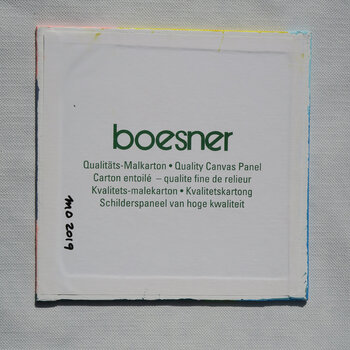 boesner
Qualitäts-Malkarton • Quality Canvas Panel
Carton entoilé – qualite fine de relieur
Kvalitets-malekarton • Kvalitetskartong
Schilderspaneel van hoge kwaliteit
mo 2019